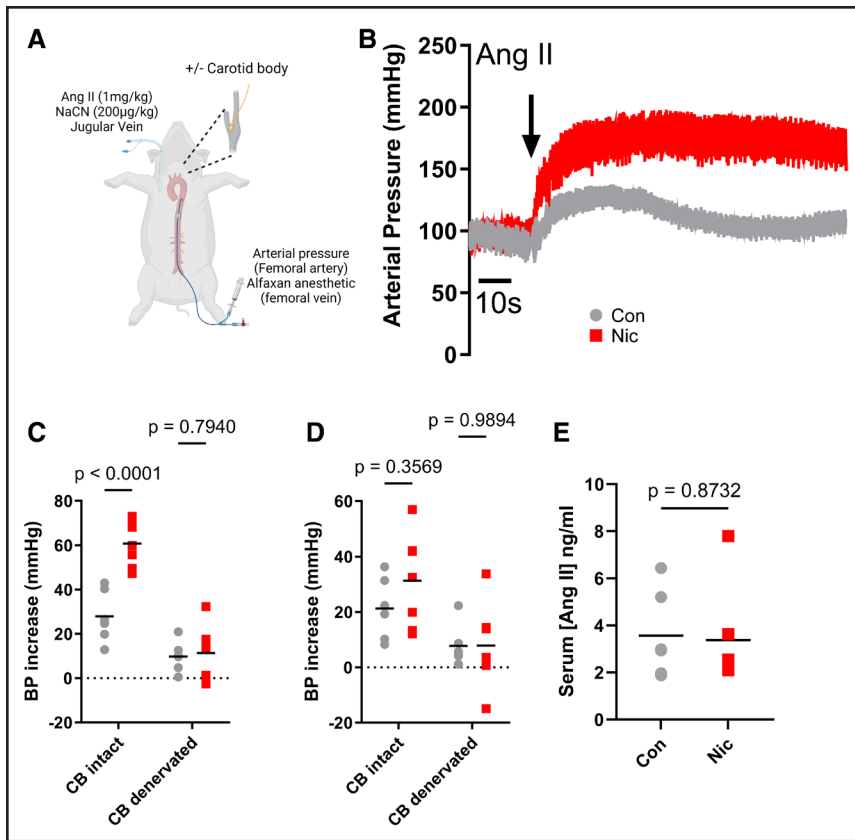 A
+/- Carotid body
Ang II (1mg/kg)
NaCN (200µg/kg)
Jugular Vein
Arterial pressure
(Femoral artery)
Alfaxan anesthetic
(femoral vein)
B
Arterial Pressure (mmHg)
250
200
150
100
50
0
Ang II
10s
Con
Nic
C
p = 0.7940
p < 0.0001
BP increase (mmHg)
80
60
40
20
0
-20
CB intact
CB denervated
D
p = 0.9894
p = 0.3569
BP increase (mmHg)
60
40
20
0
-20
CB intact
CB denervated
E
p = 0.8732
Serum [Ang II] ng/ml
10
8
6
4
2
0
Con
Nic